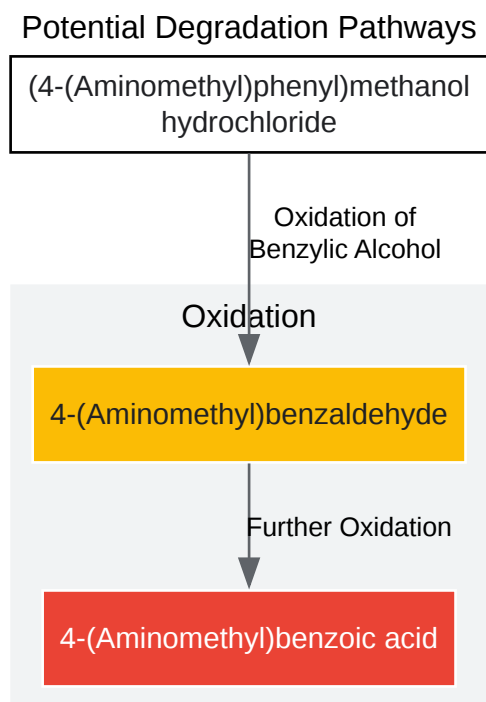 Potential Degradation Pathways
(4-(Aminomethyl)phenyl)methanol
hydrochloride
Oxidation of
Benzylic Alcohol
Oxidation
4-(Aminomethyl)benzaldehyde
Further Oxidation
4-(Aminomethyl)benzoic acid